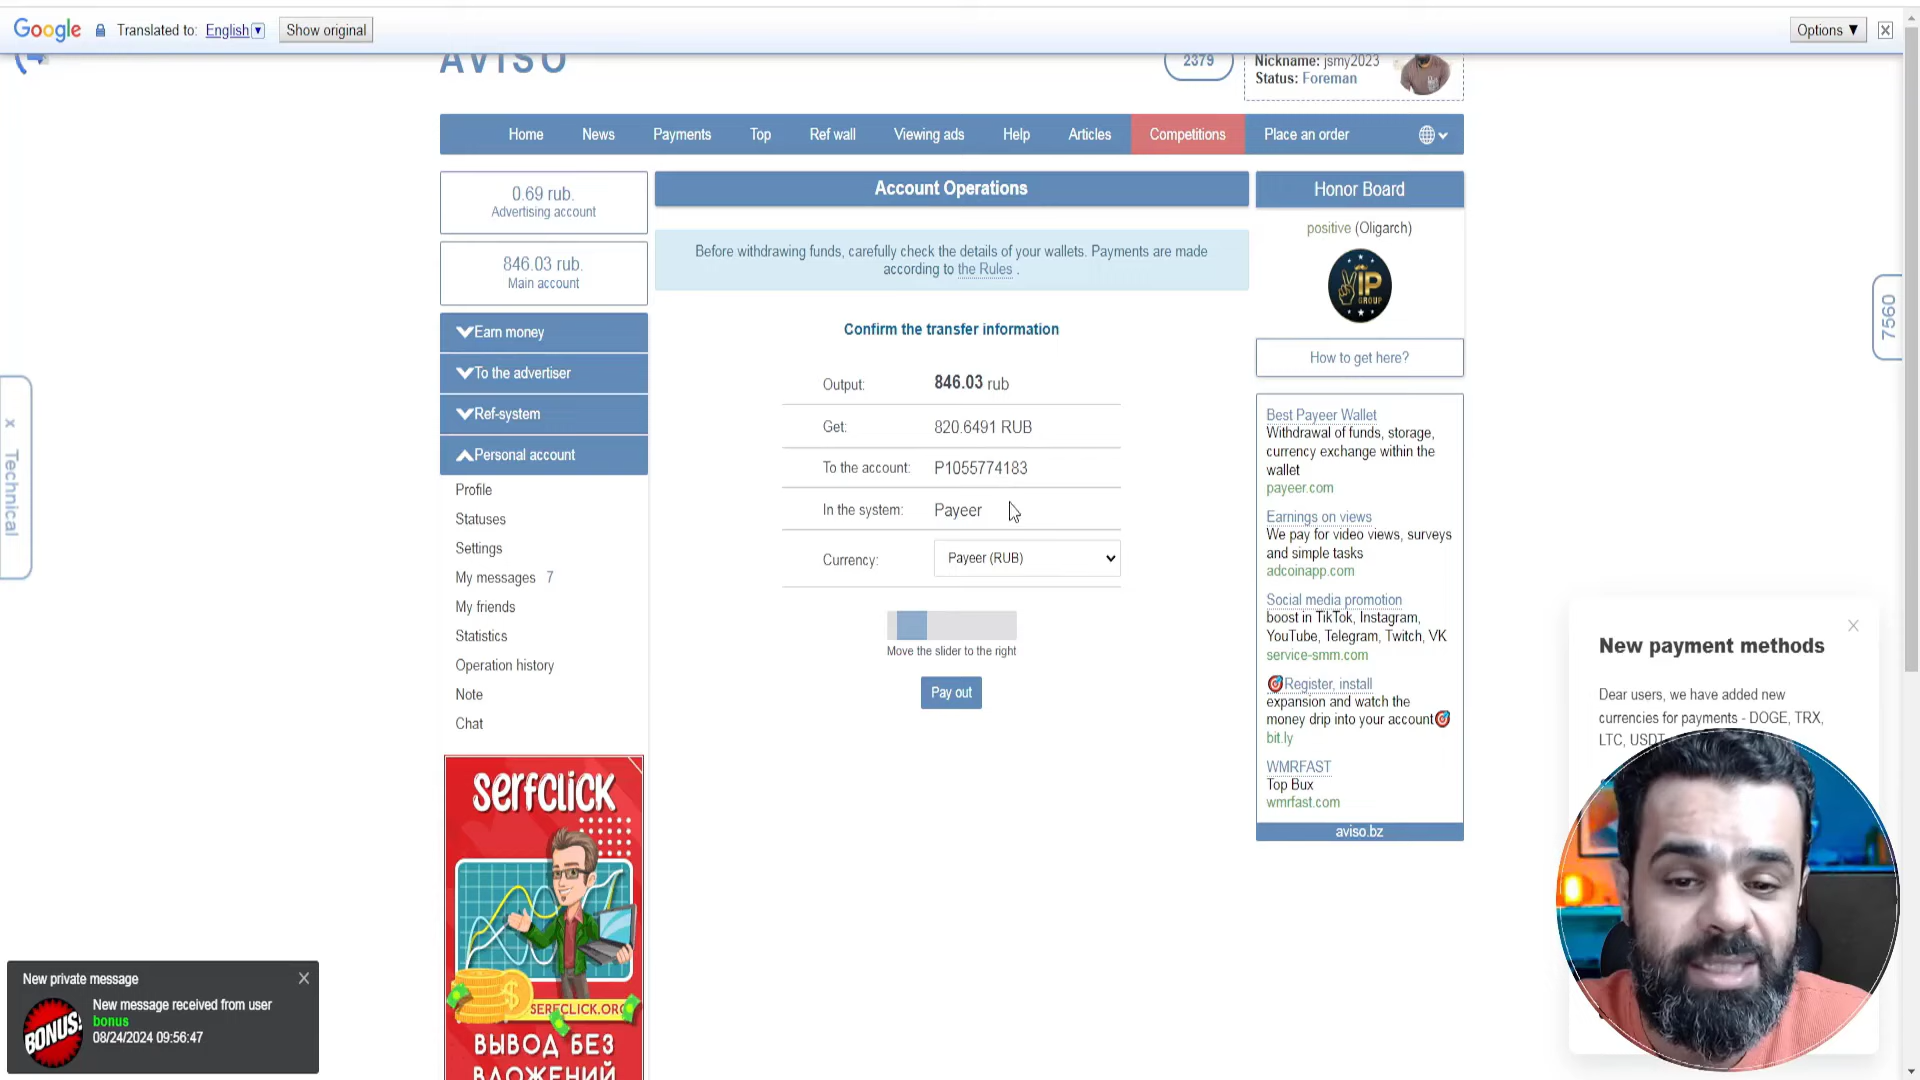 Google Translated to: English Show original Options ▼
AVISO
2379
Nickname: jsmy2023
Status: Foreman
Home News Payments Top Ref wall Viewing ads Help Articles Competitions Place an order
0.69 rub.
Advertising account
846.03 rub.
Main account
Earn money
To the advertiser
Ref-system
Personal account
Profile
Statuses
Settings
My messages 7
My friends
Statistics
Operation history
Note
Chat
SERFCLICK
SERFCLICK.ORG
ВЫВОД БЕЗ
ВЛОЖЕНИЙ
Account Operations
Before withdrawing funds, carefully check the details of your wallets. Payments are made
according to the Rules .
Confirm the transfer information
Output: 846.03 rub
Get: 820.6491 RUB
To the account: P1055774183
In the system: Payeer
Currency: Payeer (RUB)
Move the slider to the right
Pay out
Honor Board
positive (Oligarch)
VIP
GROUP
How to get here?
Best Payeer Wallet
Withdrawal of funds, storage,
currency exchange within the
wallet
payeer.com
Earnings on views
We pay for video views, surveys
and simple tasks
adcoinapp.com
Social media promotion
boost in TikTok, Instagram,
YouTube, Telegram, Twitch, VK
service-smm.com
Register, install
expansion and watch the
money drip into your account
bit.ly
WMRFAST
Top Bux
wmrfast.com
aviso.bz
7560
x Technical
New payment methods
Dear users, we have added new
currencies for payments - DOGE, TRX,
LTC, USDT
New private message
New message received from user
bonus
08/24/2024 09:56:47
BONUS!